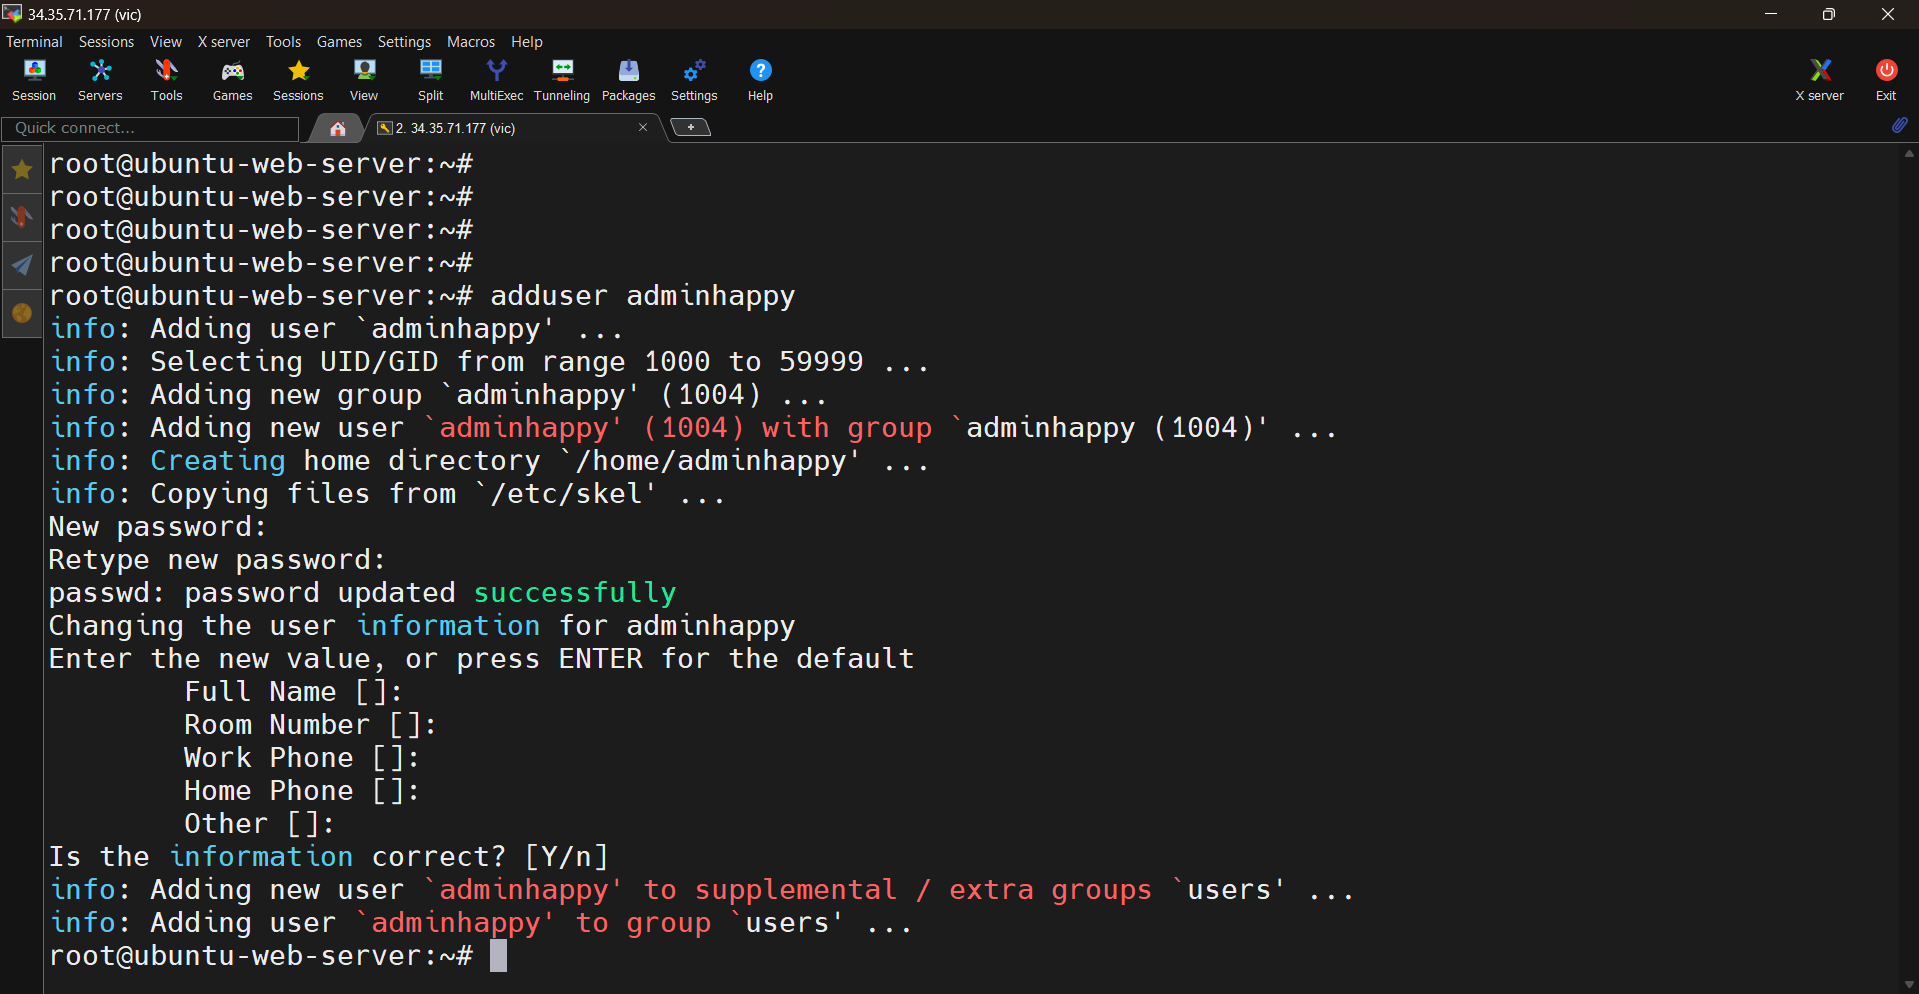 34.35.71.177 (vic)
Terminal Sessions View X server Tools Games Settings Macros Help
Session Servers Tools Games Sessions View Split MultiExec Tunneling Packages Settings Help X server Exit
Quick connect... 2. 34.35.71.177 (vic)
root@ubuntu-web-server:~#
root@ubuntu-web-server:~#
root@ubuntu-web-server:~#
root@ubuntu-web-server:~#
root@ubuntu-web-server:~# adduser adminhappy
info: Adding user `adminhappy' ...
info: Selecting UID/GID from range 1000 to 59999 ...
info: Adding new group `adminhappy' (1004) ...
info: Adding new user `adminhappy' (1004) with group `adminhappy (1004)' ...
info: Creating home directory `/home/adminhappy' ...
info: Copying files from `/etc/skel' ...
New password:
Retype new password:
passwd: password updated successfully
Changing the user information for adminhappy
Enter the new value, or press ENTER for the default
Full Name []:
Room Number []:
Work Phone []:
Home Phone []:
Other []:
Is the information correct? [Y/n]
info: Adding new user `adminhappy' to supplemental / extra groups `users' ...
info: Adding user `adminhappy' to group `users' ...
root@ubuntu-web-server:~#